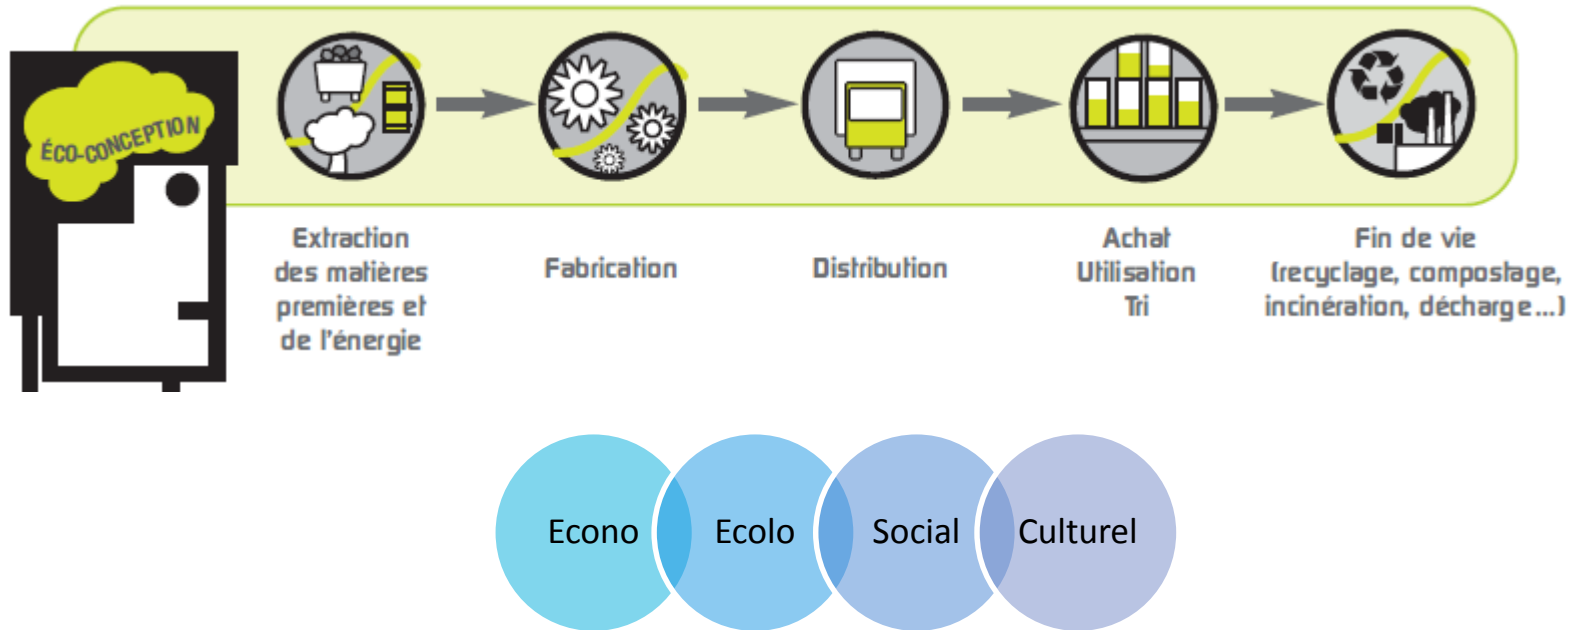 ÉCO-CONCEPTION
Extraction
des matières
premières et
de l'énergie
Fabrication
Distribution
Achat
Utilisation
Tri
Fin de vie
(recyclage, compostage,
incinération, décharge...)
Econo
Ecolo
Social
Culturel